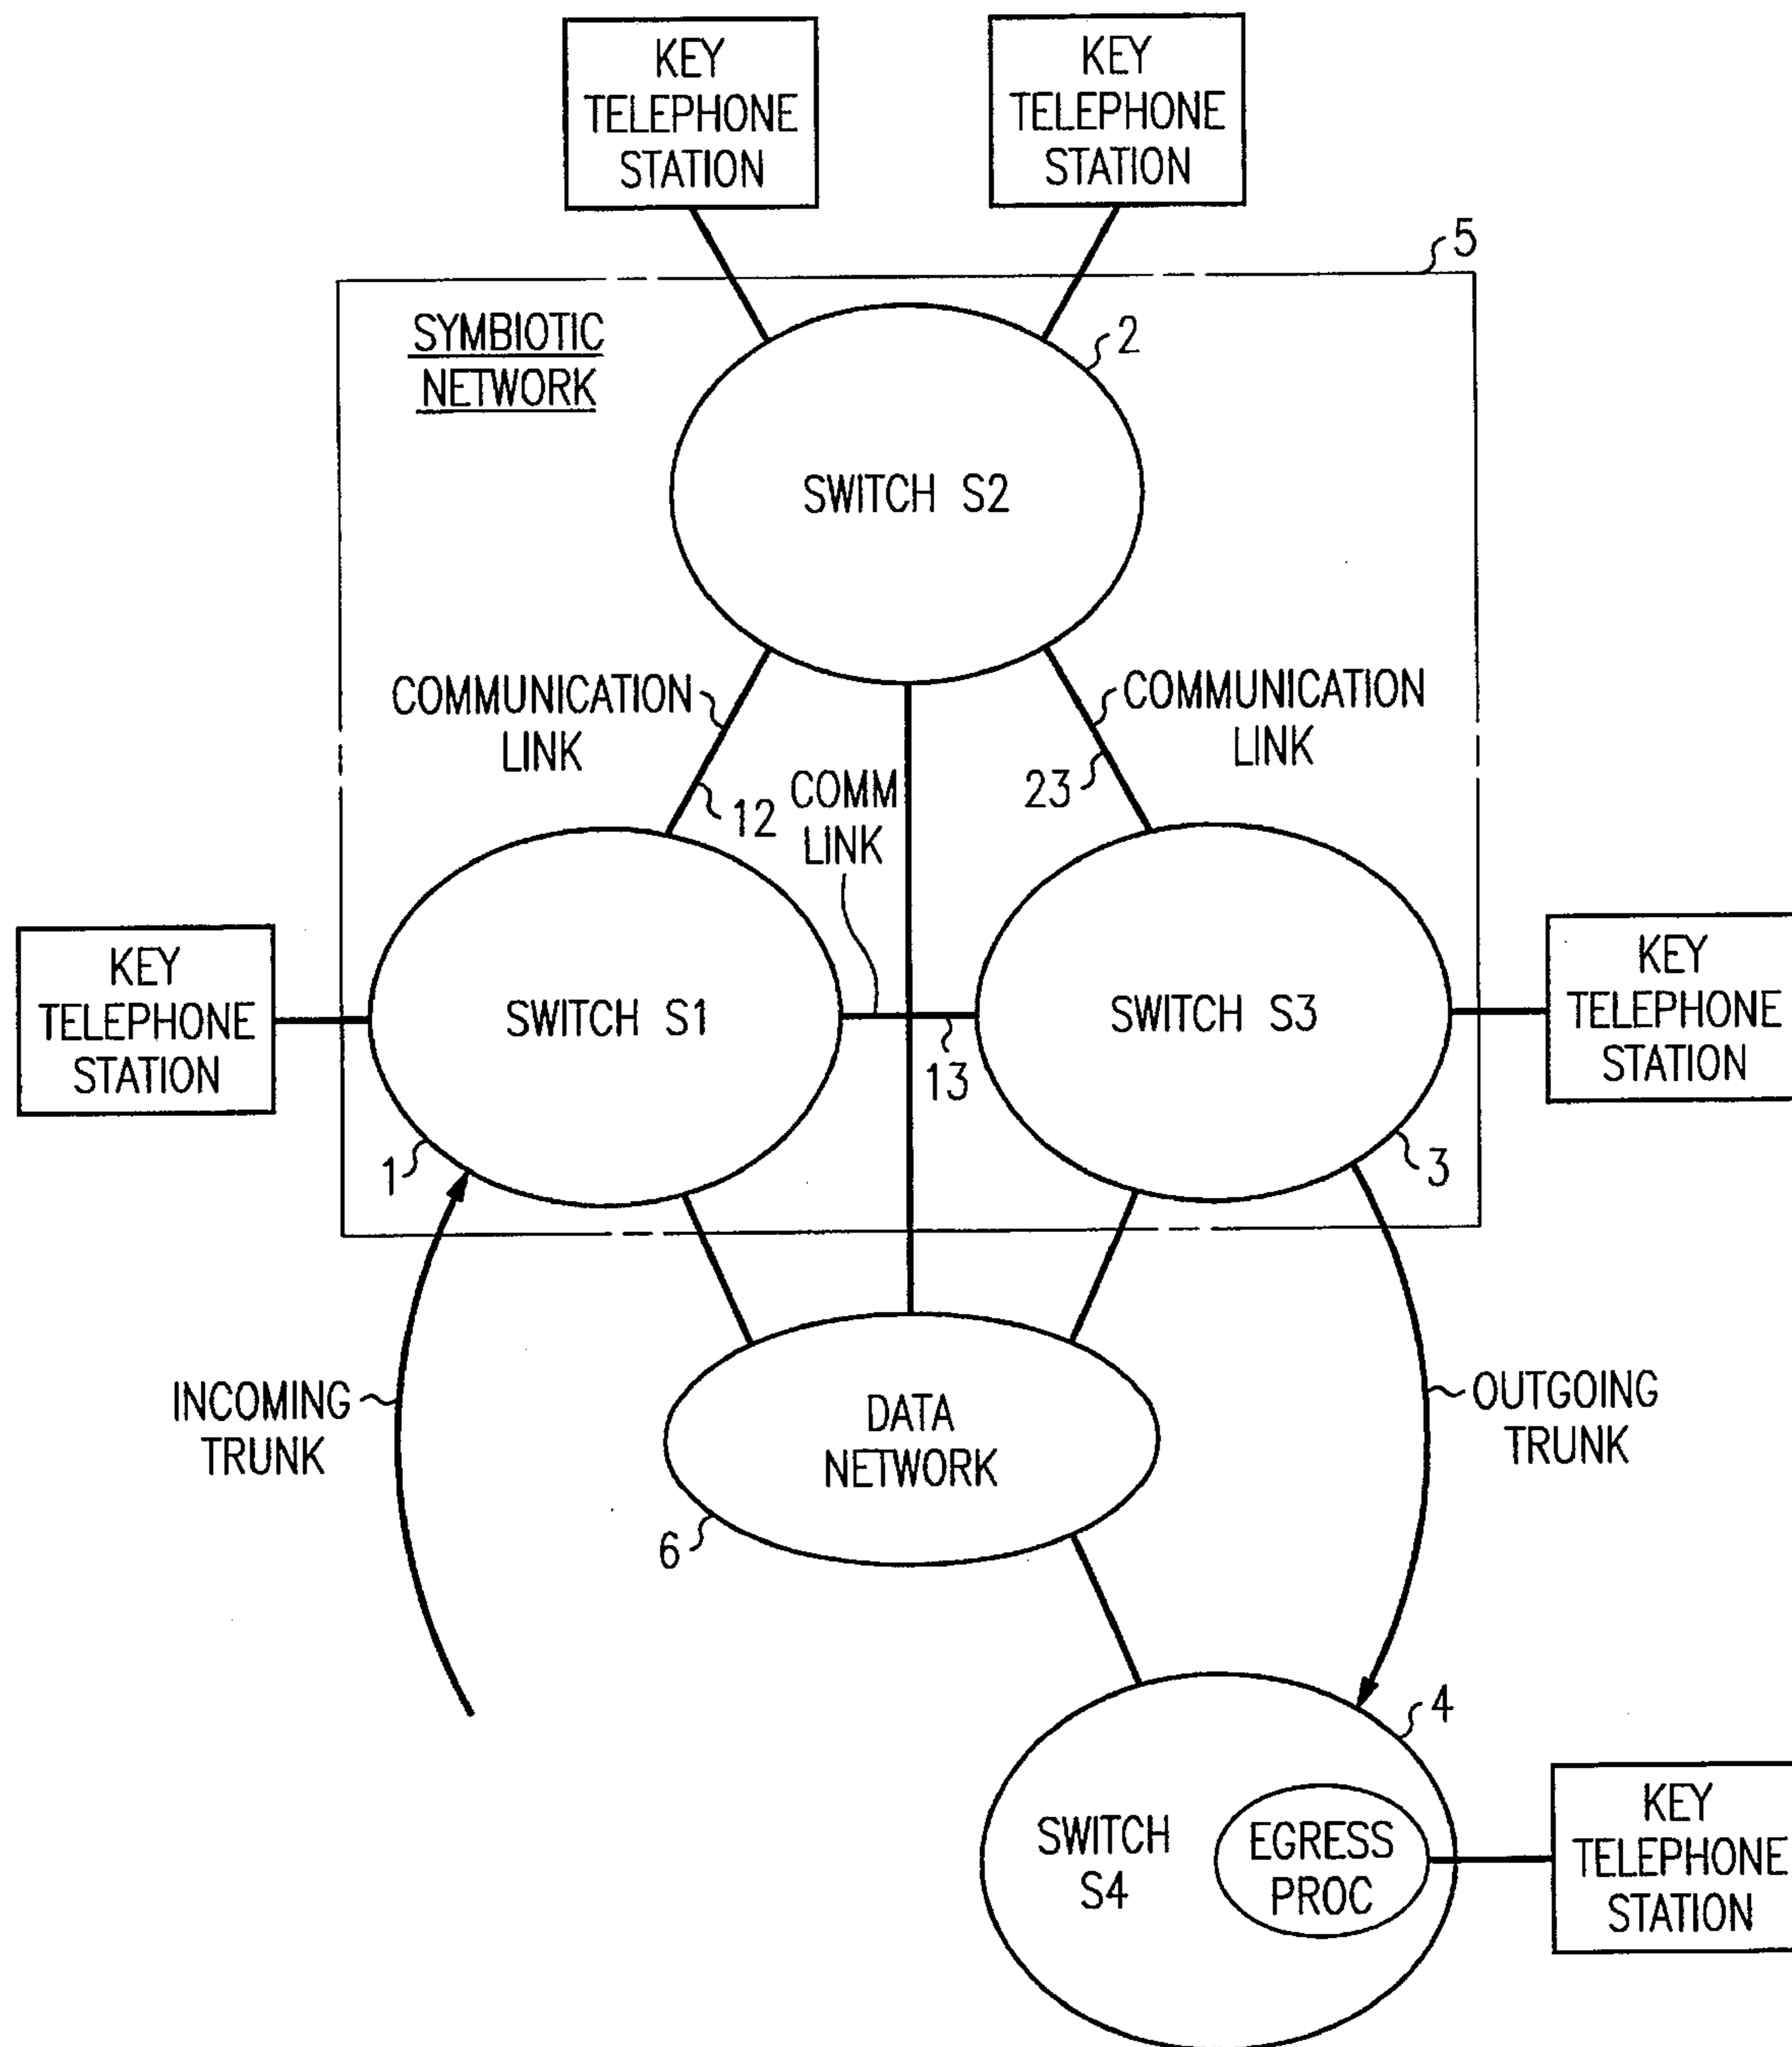 KEY
TELEPHONE
STATION
KEY
TELEPHONE
STATION
5
SYMBIOTIC
NETWORK
2
SWITCH S2
COMMUNICATION
LINK
COMMUNICATION
LINK
12
COMM
LINK
23
KEY
TELEPHONE
STATION
SWITCH S1
SWITCH S3
KEY
TELEPHONE
STATION
13
1
3
INCOMING
TRUNK
DATA
NETWORK
OUTGOING
TRUNK
6
4
SWITCH
S4
EGRESS
PROC
KEY
TELEPHONE
STATION